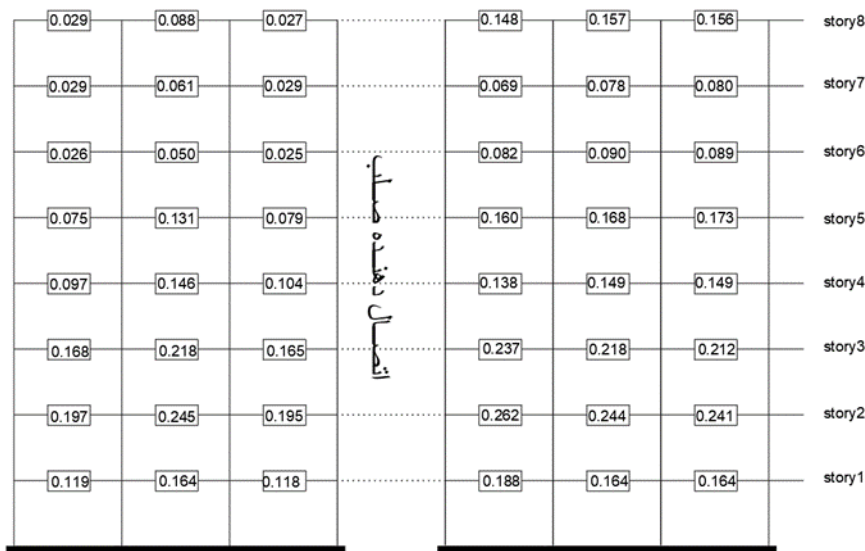 0.029 0.088 0.027 0.148 0.157 0.156 story8
0.029 0.061 0.029 0.069 0.078 0.080 story7
0.026 0.050 0.025 0.082 0.090 0.089 story6
0.075 0.131 0.079 0.160 0.168 0.173 story5
0.097 0.146 0.104 0.138 0.149 0.149 story4
0.168 0.218 0.165 0.237 0.218 0.212 story3
0.197 0.245 0.195 0.262 0.244 0.241 story2
0.119 0.164 0.118 0.188 0.164 0.164 story1
اتصال دهنده صلب